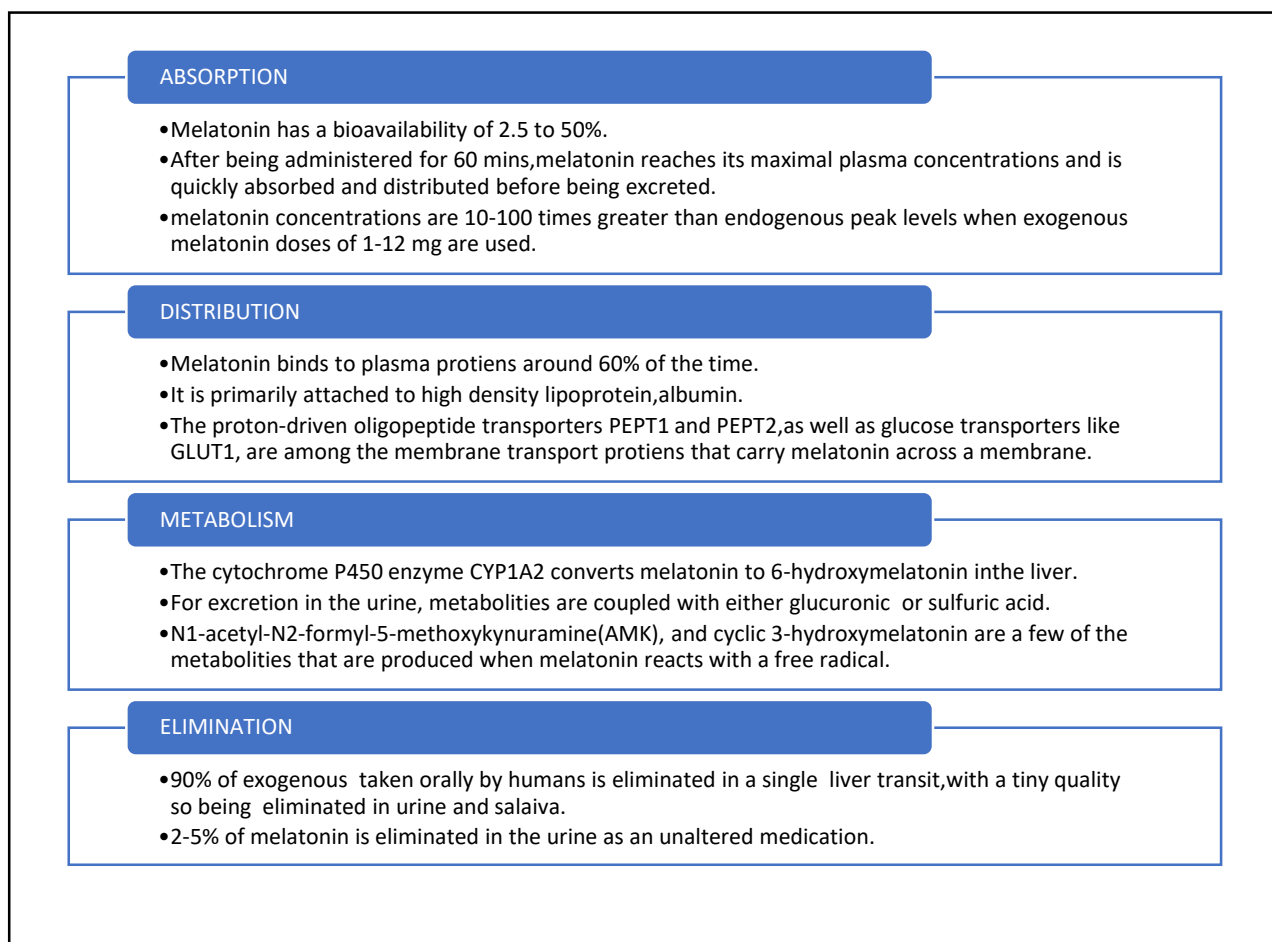 ABSORPTION
•Melatonin has a bioavailability of 2.5 to 50%.
•After being administered for 60 mins,melatonin reaches its maximal plasma concentrations and is
quickly absorbed and distributed before being excreted.
•melatonin concentrations are 10-100 times greater than endogenous peak levels when exogenous
melatonin doses of 1-12 mg are used.
DISTRIBUTION
•Melatonin binds to plasma protiens around 60% of the time.
•It is primarily attached to high density lipoprotein,albumin.
•The proton-driven oligopeptide transporters PEPT1 and PEPT2,as well as glucose transporters like
GLUT1, are among the membrane transport protiens that carry melatonin across a membrane.
METABOLISM
•The cytochrome P450 enzyme CYP1A2 converts melatonin to 6-hydroxymelatonin inthe liver.
•For excretion in the urine, metabolities are coupled with either glucuronic  or sulfuric acid.
•N1-acetyl-N2-formyl-5-methoxykynuramine(AMK), and cyclic 3-hydroxymelatonin are a few of the
metabolities that are produced when melatonin reacts with a free radical.
ELIMINATION
•90% of exogenous  taken orally by humans is eliminated in a single  liver transit,with a tiny quality
so being  eliminated in urine and salaiva.
•2-5% of melatonin is eliminated in the urine as an unaltered medication.